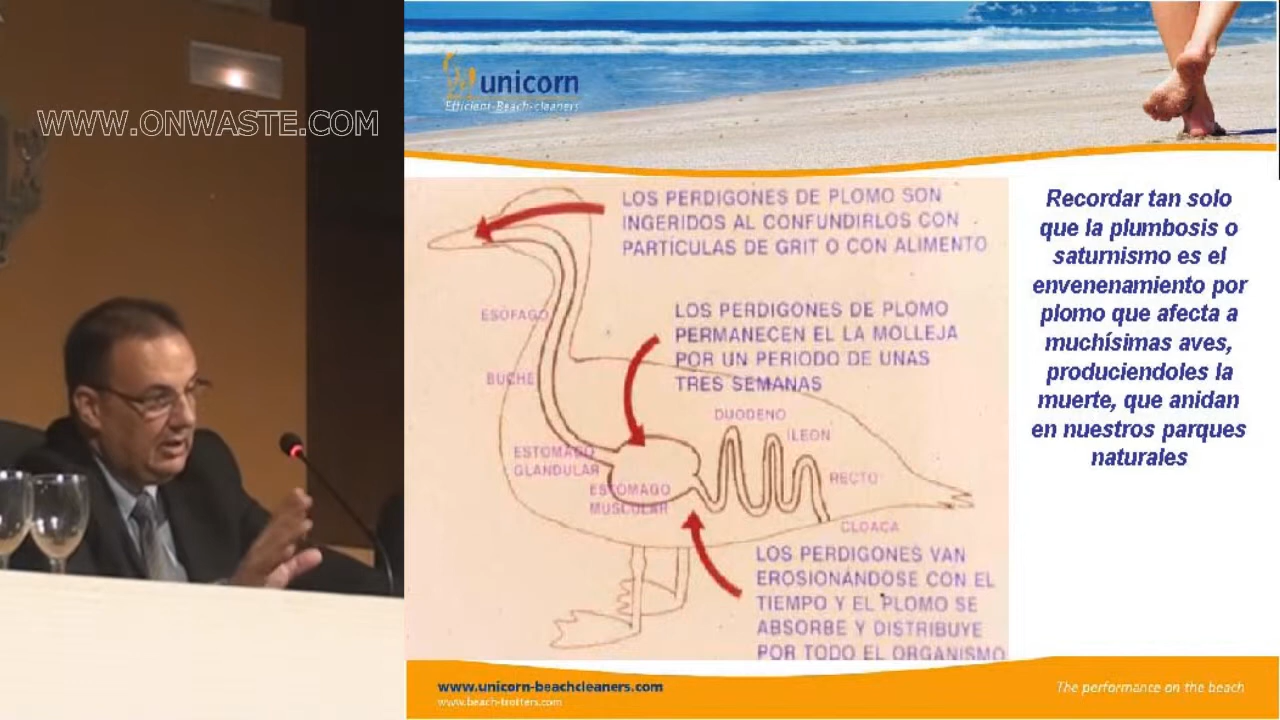 WWW.ONWASTE.COM
unicorn
Efficient-Beach-cleaners
LOS PERDIGONES DE PLOMO SON
INGERIDOS AL CONFUNDIRLOS CON
PARTÍCULAS DE GRIT O CON ALIMENTO
ESÓFAGO
LOS PERDIGONES DE PLOMO
PERMANECEN EL LA MOLLEJA
POR UN PERIODO DE UNAS
TRES SEMANAS
BUCHE
DUODENO
ILEON
ESTOMAGO
GLANDULAR
RECTO
ESTOMAGO
MUSCULAR
CLOACA
LOS PERDIGONES VAN
EROSIONÁNDOSE CON EL
TIEMPO Y EL PLOMO SE
ABSORBE Y DISTRIBUYE
POR TODO EL ORGANISMO
Recordar tan solo
que la plumbosis o
saturnismo es el
envenenamiento por
plomo que afecta a
muchísimas aves,
produciendoles la
muerte, que anidan
en nuestros parques
naturales
www.unicorn-beachcleaners.com
www.beach-trotters.com
The performance on the beach